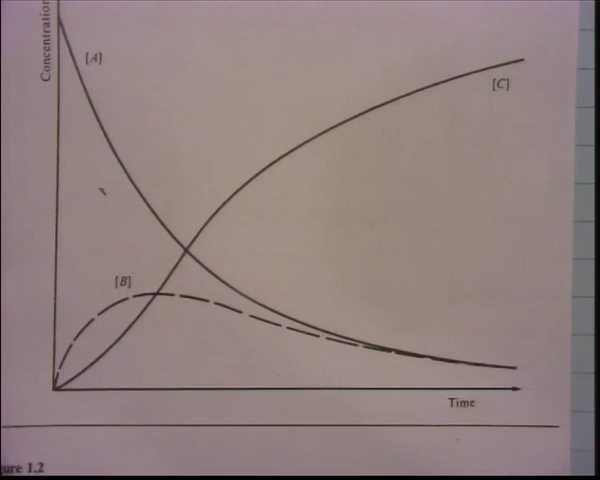 Concentration
[A]
[C]
[B]
Time
ure 1.2